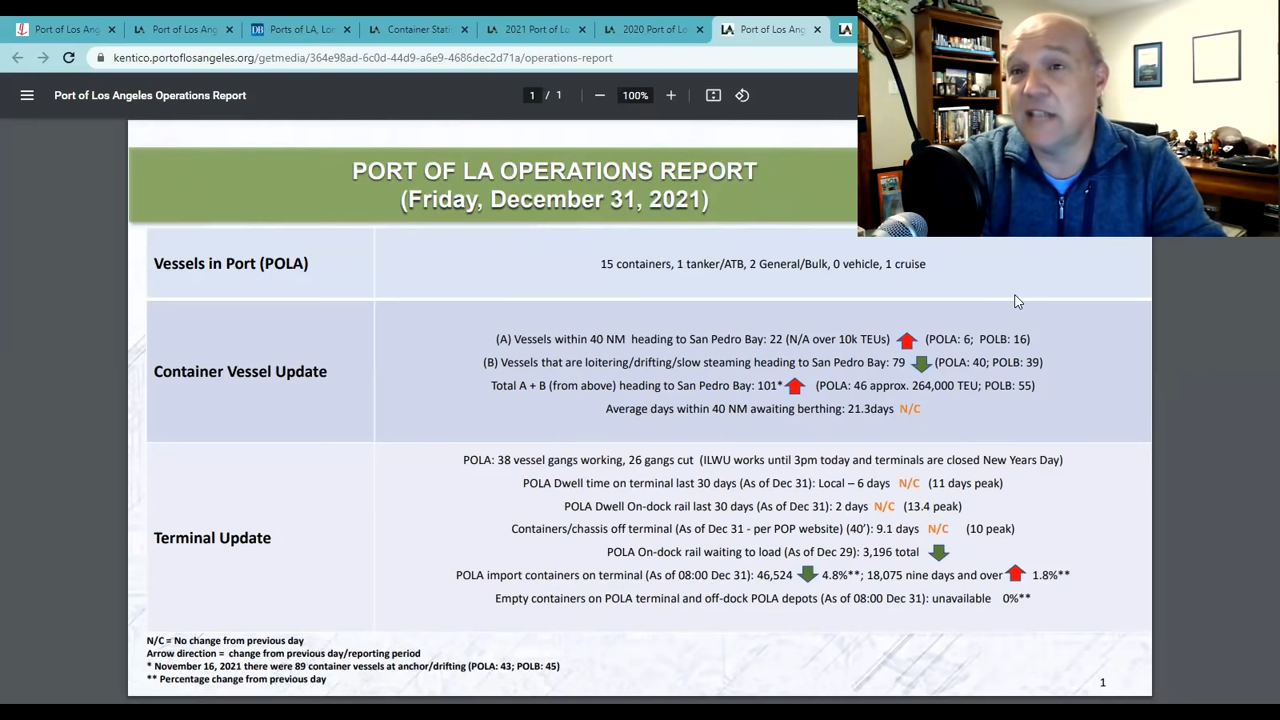 Port of Los Ang
Port of Los Ang
DB Ports of LA, Lon
LA Container Stati
LA 2021 Port of Lo
LA 2020 Port of Lo
LA Port of Los Ang
LA
kentico.portoflosangeles.org/getmedia/364e98ad-6c0d-44d9-a6e9-4686dec2d71a/operations-report
Port of Los Angeles Operations Report
1 / 1
100%
PORT OF LA OPERATIONS REPORT
(Friday, December 31, 2021)
Vessels in Port (POLA)
15 containers, 1 tanker/ATB, 2 General/Bulk, 0 vehicle, 1 cruise
Container Vessel Update
(A) Vessels within 40 NM heading to San Pedro Bay: 22 (N/A over 10k TEUs) (POLA: 6; POLB: 16)
(B) Vessels that are loitering/drifting/slow steaming heading to San Pedro Bay: 79 (POLA: 40; POLB: 39)
Total A + B (from above) heading to San Pedro Bay: 101* (POLA: 46 approx. 264,000 TEU; POLB: 55)
Average days within 40 NM awaiting berthing: 21.3days N/C
Terminal Update
POLA: 38 vessel gangs working, 26 gangs cut (ILWU works until 3pm today and terminals are closed New Years Day)
POLA Dwell time on terminal last 30 days (As of Dec 31): Local – 6 days N/C (11 days peak)
POLA Dwell On-dock rail last 30 days (As of Dec 31): 2 days N/C (13.4 peak)
Containers/chassis off terminal (As of Dec 31 - per POP website) (40’): 9.1 days N/C (10 peak)
POLA On-dock rail waiting to load (As of Dec 29): 3,196 total
POLA import containers on terminal (As of 08:00 Dec 31): 46,524 4.8%**; 18,075 nine days and over 1.8%**
Empty containers on POLA terminal and off-dock POLA depots (As of 08:00 Dec 31): unavailable 0%**
N/C = No change from previous day
Arrow direction = change from previous day/reporting period
* November 16, 2021 there were 89 container vessels at anchor/drifting (POLA: 43; POLB: 45)
** Percentage change from previous day
1